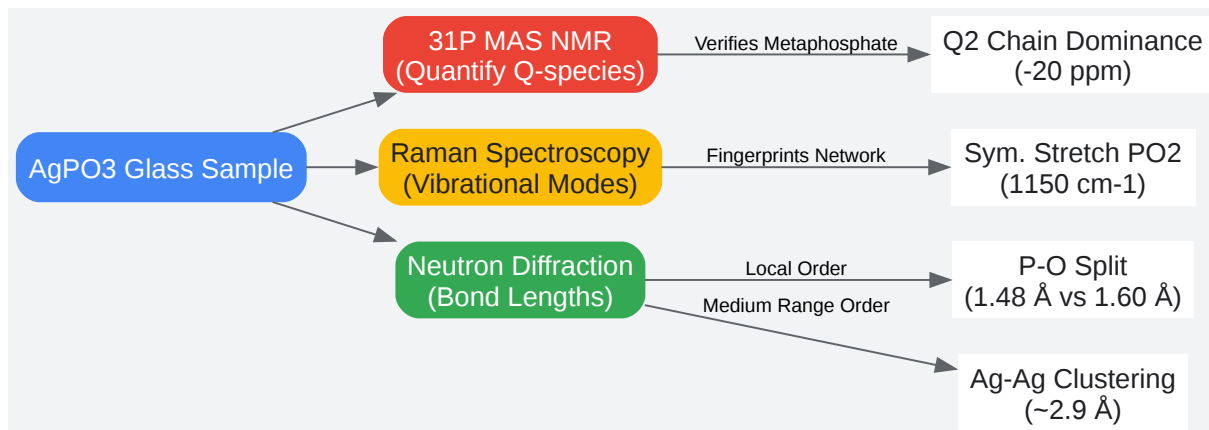 31P MAS NMR
(Quantify Q-species)
Verifies Metaphosphate
Q2 Chain Dominance
(-20 ppm)
AgPO3 Glass Sample
Raman Spectroscopy
(Vibrational Modes)
Fingerprints Network
Sym. Stretch PO2
(1150 cm-1)
Neutron Diffraction
(Bond Lengths)
Local Order
P-O Split
(1.48 Å vs 1.60 Å)
Medium Range Order
Ag-Ag Clustering
(~2.9 Å)